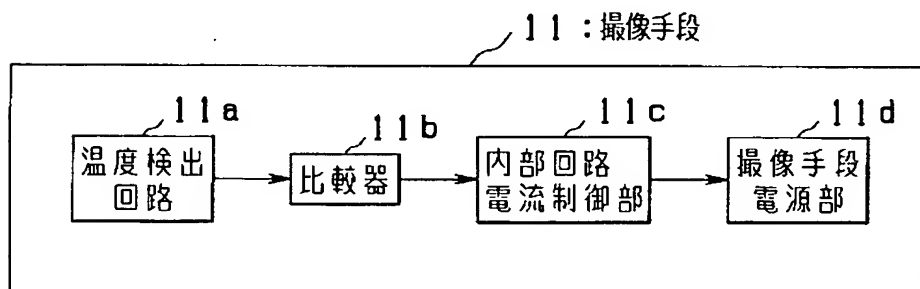 11：撮像手段
11a
温度検出
回路
11b
比較器
11c
内部回路
電流制御部
11d
撮像手段
電源部